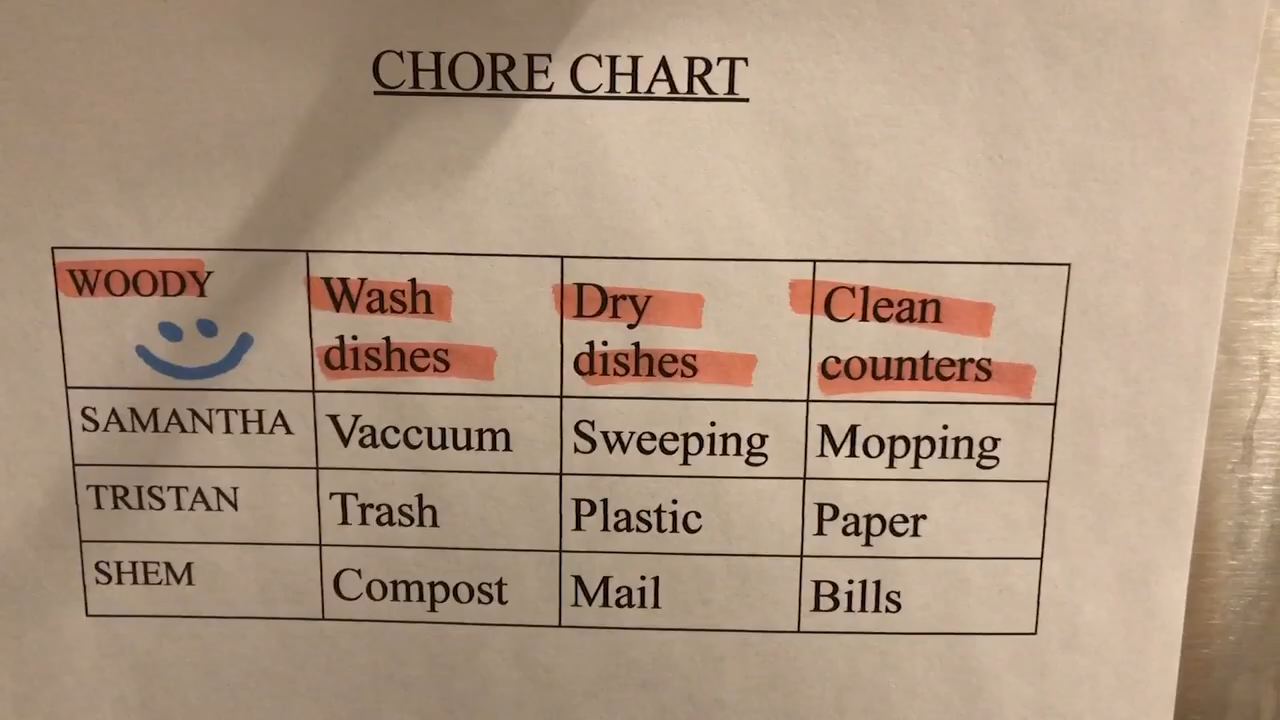 CHORE CHART
WOODY Wash Dry Clean
dishes dishes counters
SAMANTHA Vaccuum Sweeping Mopping
TRISTAN Trash Plastic Paper
SHEM Compost Mail Bills